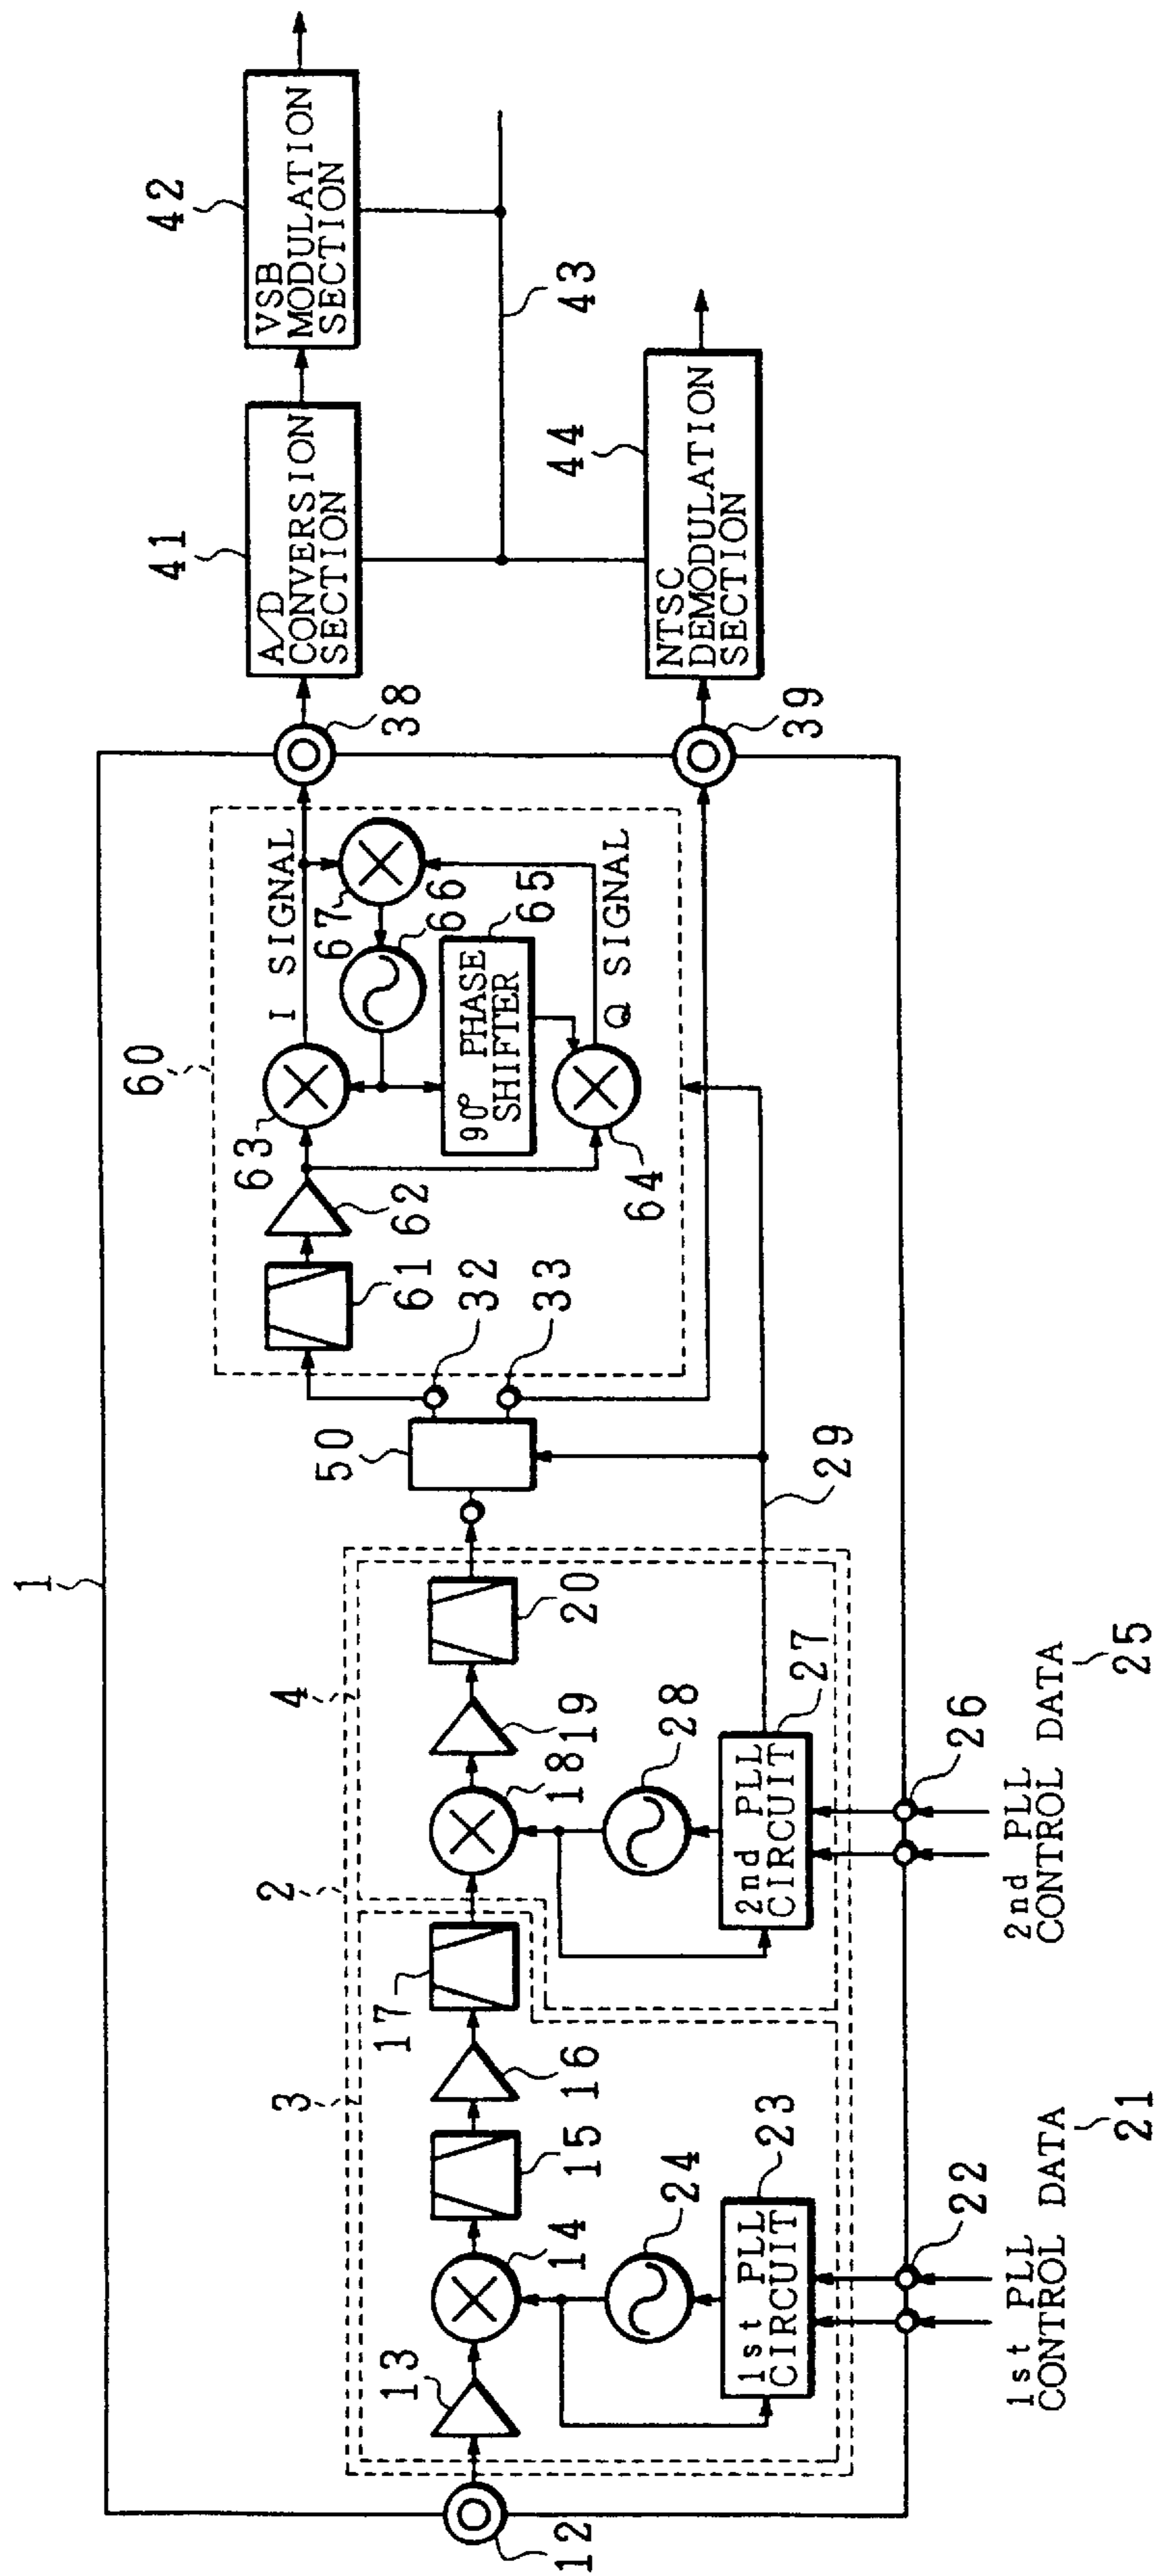 1
60
41
A/D
CONVERSION
SECTION
42
VSB
MODULATION
SECTION
I SIGNAL
63
62
61
67
66
90° PHASE
SHIFTER
65
64
Q SIGNAL
38
43
44
NTSC
DEMODULATION
SECTION
39
32
33
50
29
2
3
4
12
13
14
15
16
17
18
19
20
24
1st PLL
CIRCUIT
23
28
2nd PLL
CIRCUIT
27
22
26
1st PLL
CONTROL DATA
21
2nd PLL
CONTROL DATA
25